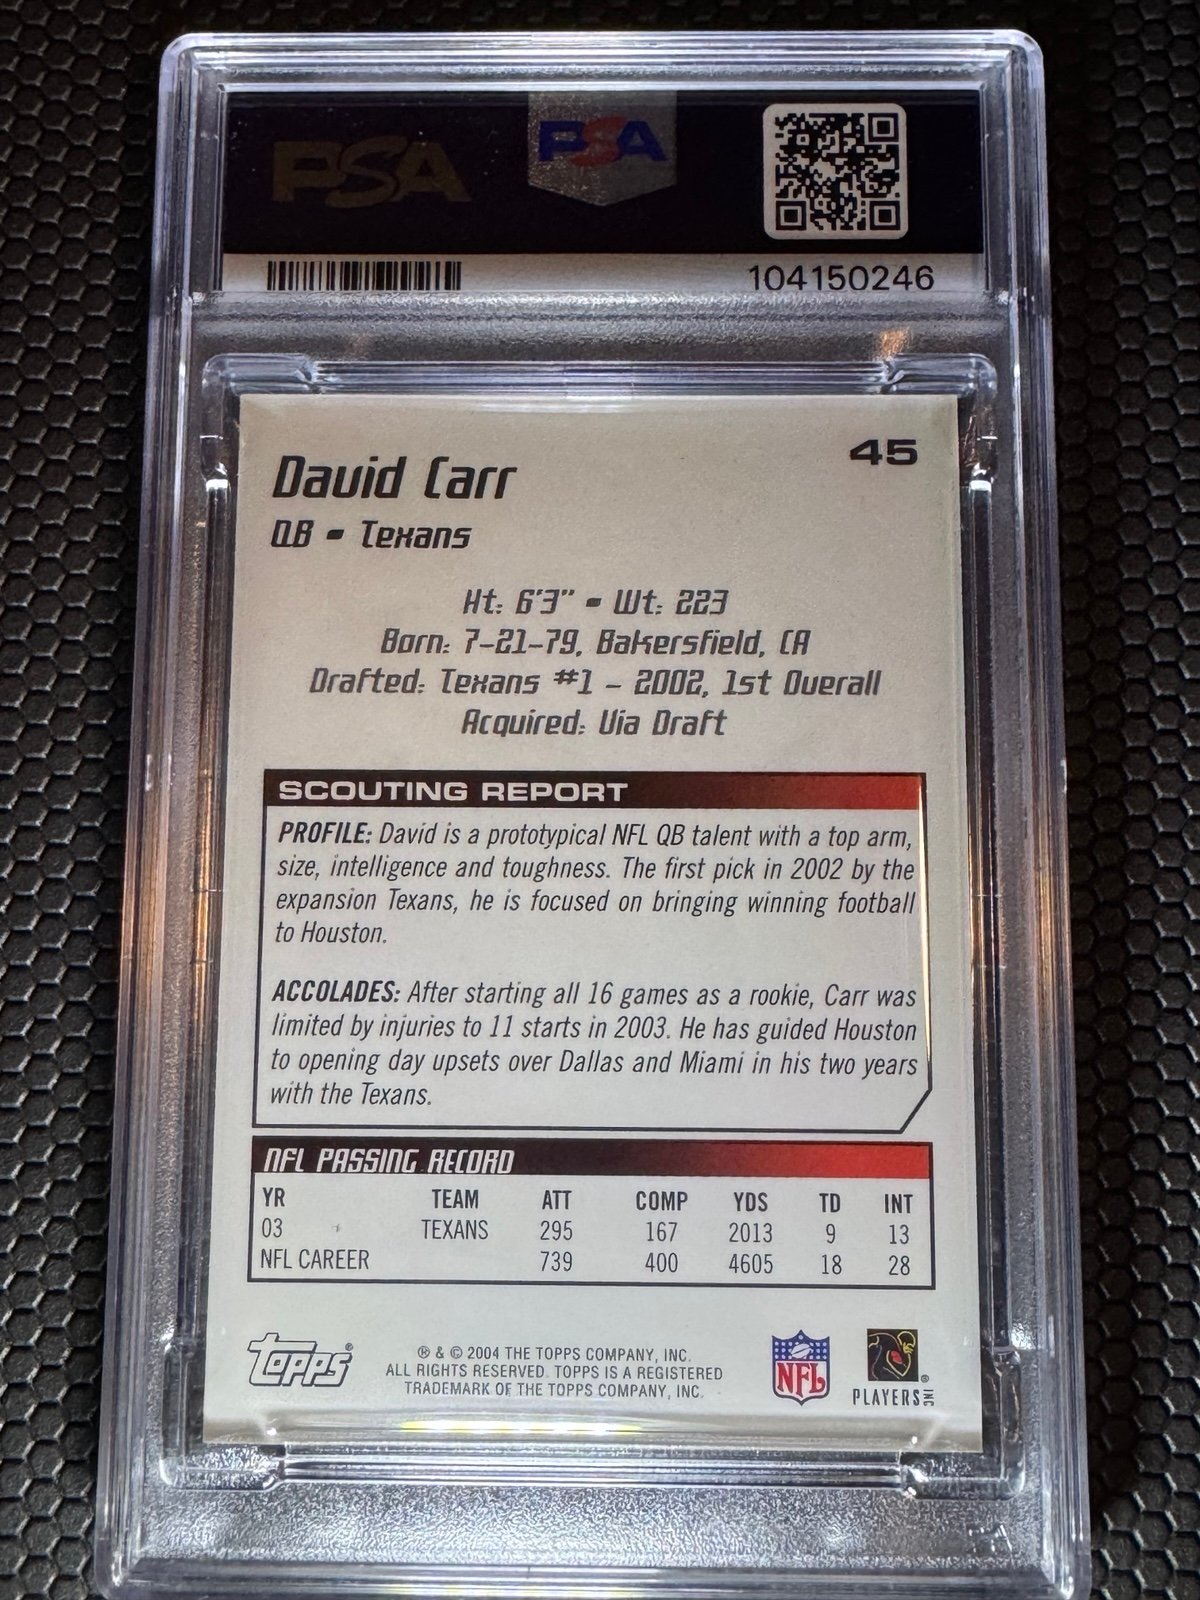 PSA
PSA
104150246
45
David Carr
QB - Texans
Ht: 6'3" - Wt: 223
Born: 7-21-79, Bakersfield, CA
Drafted: Texans #1 - 2002, 1st Overall
Acquired: Via Draft
SCOUTING REPORT
PROFILE: David is a prototypical NFL QB talent with a top arm,
size, intelligence and toughness. The first pick in 2002 by the
expansion Texans, he is focused on bringing winning football
to Houston.
ACCOLADES: After starting all 16 games as a rookie, Carr was
limited by injuries to 11 starts in 2003. He has guided Houston
to opening day upsets over Dallas and Miami in his two years
with the Texans.
NFL PASSING RECORD
YR TEAM ATT COMP YDS TD INT
03 TEXANS 295 167 2013 9 13
NFL CAREER 739 400 4605 18 28
Topps®
® & © 2004 THE TOPPS COMPANY, INC.
ALL RIGHTS RESERVED. TOPPS IS A REGISTERED
TRADEMARK OF THE TOPPS COMPANY, INC.
NFL
PLAYERS INC